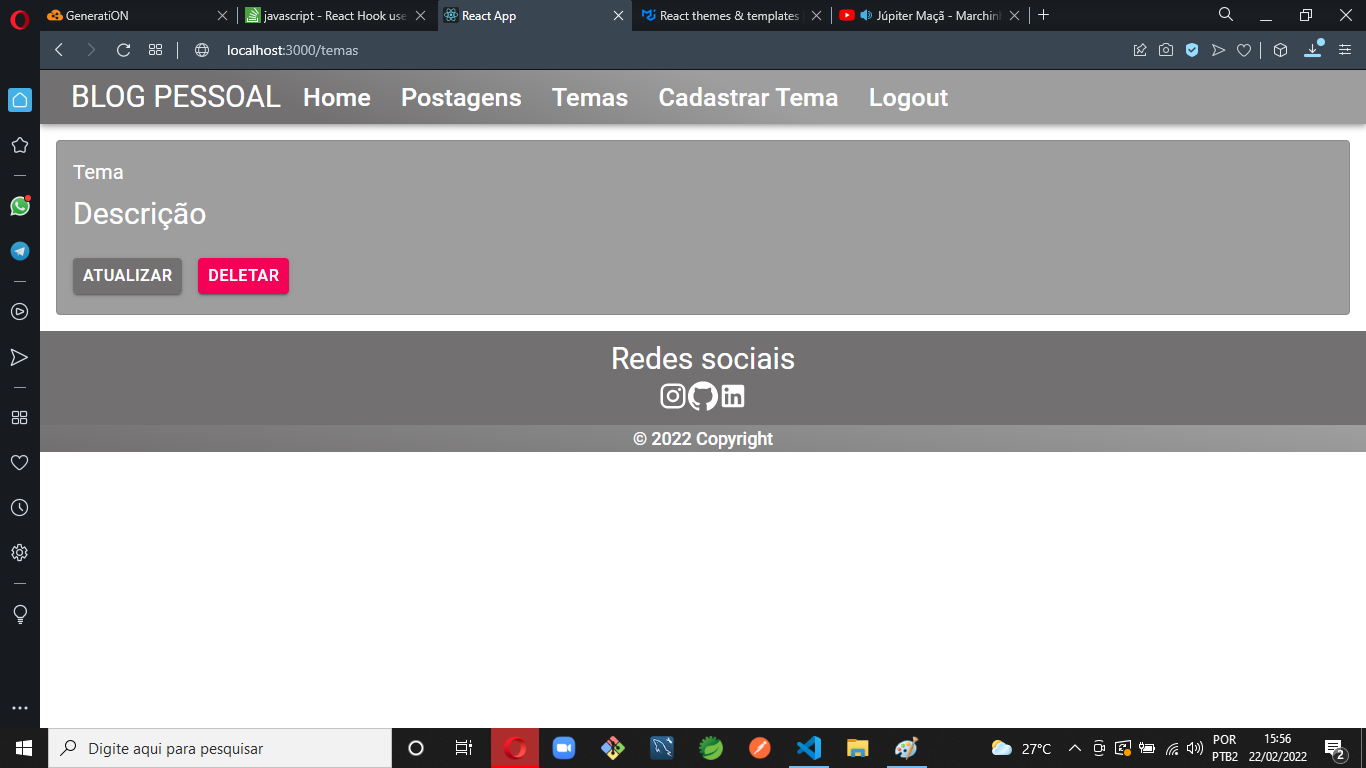 GeneratiON
javascript - React Hook use
React App
React themes & templates
Júpiter Maçã - Marchin
localhost:3000/temas
BLOG PESSOAL Home Postagens Temas Cadastrar Tema Logout
Tema
Descrição
ATUALIZAR DELETAR
Redes sociais
© 2022 Copyright
Digite aqui para pesquisar
27°C
POR
PTB2
15:56
22/02/2022
2